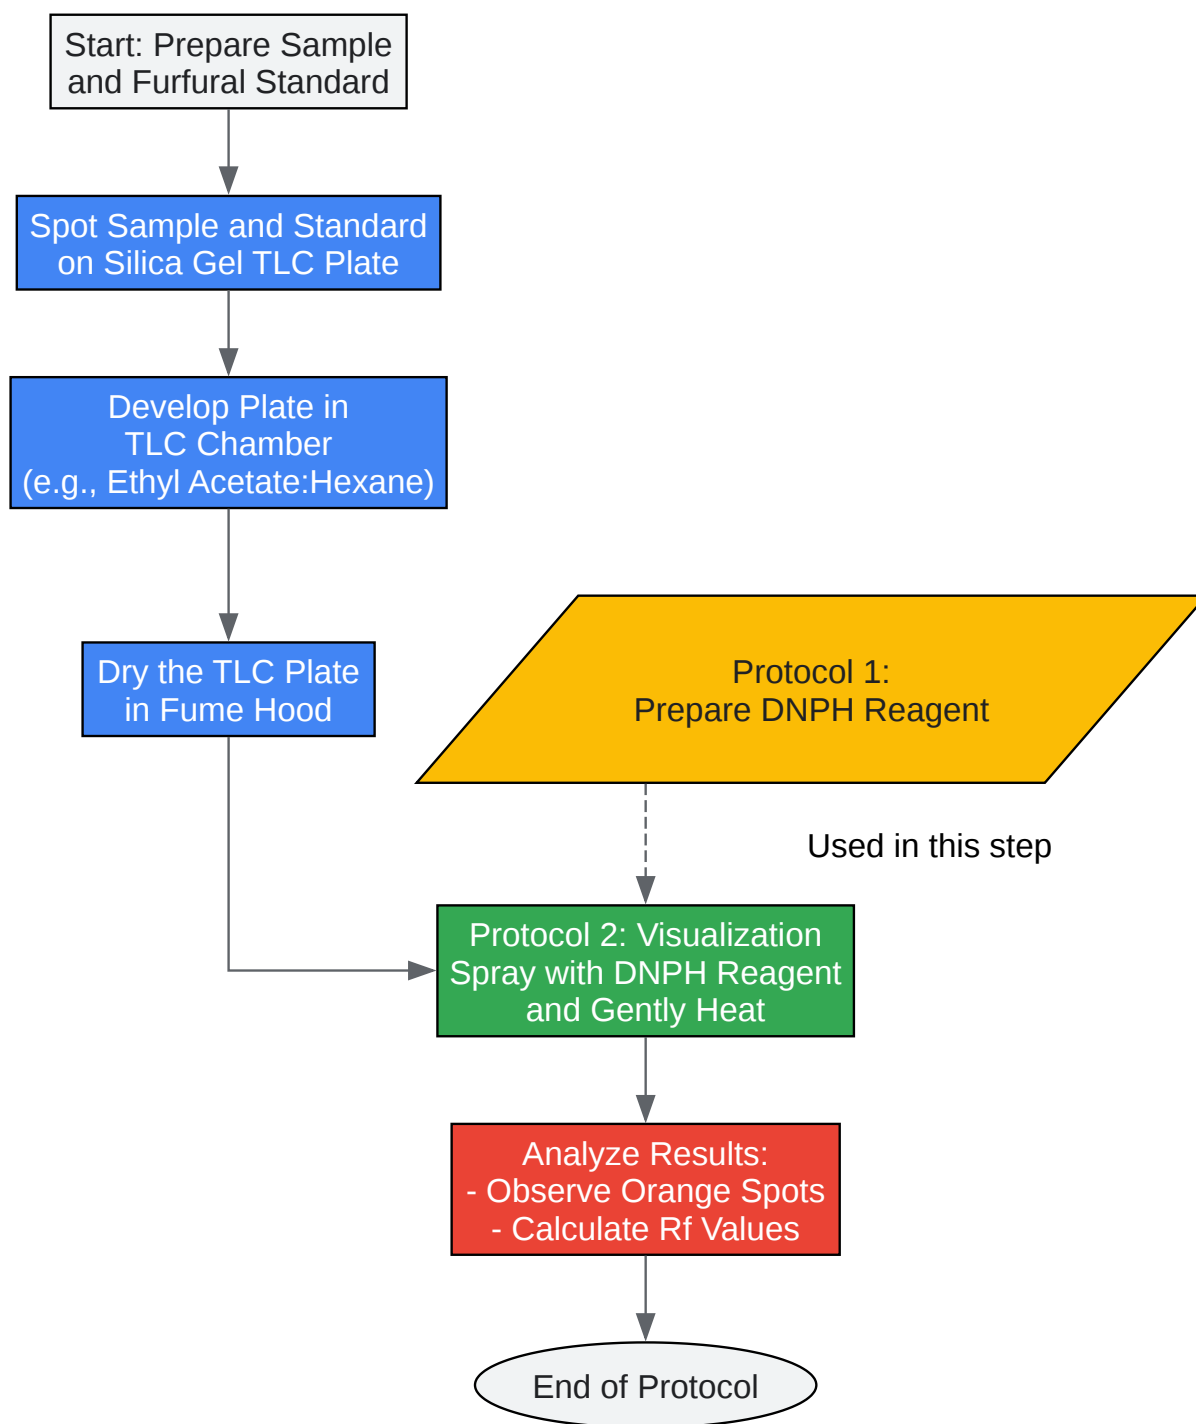 Start: Prepare Sample
and Furfural Standard
Spot Sample and Standard
on Silica Gel TLC Plate
Develop Plate in
TLC Chamber
(e.g., Ethyl Acetate:Hexane)
Dry the TLC Plate
in Fume Hood
Protocol 1:
Prepare DNPH Reagent
Used in this step
Protocol 2: Visualization
Spray with DNPH Reagent
and Gently Heat
Analyze Results:
- Observe Orange Spots
- Calculate Rf Values
End of Protocol